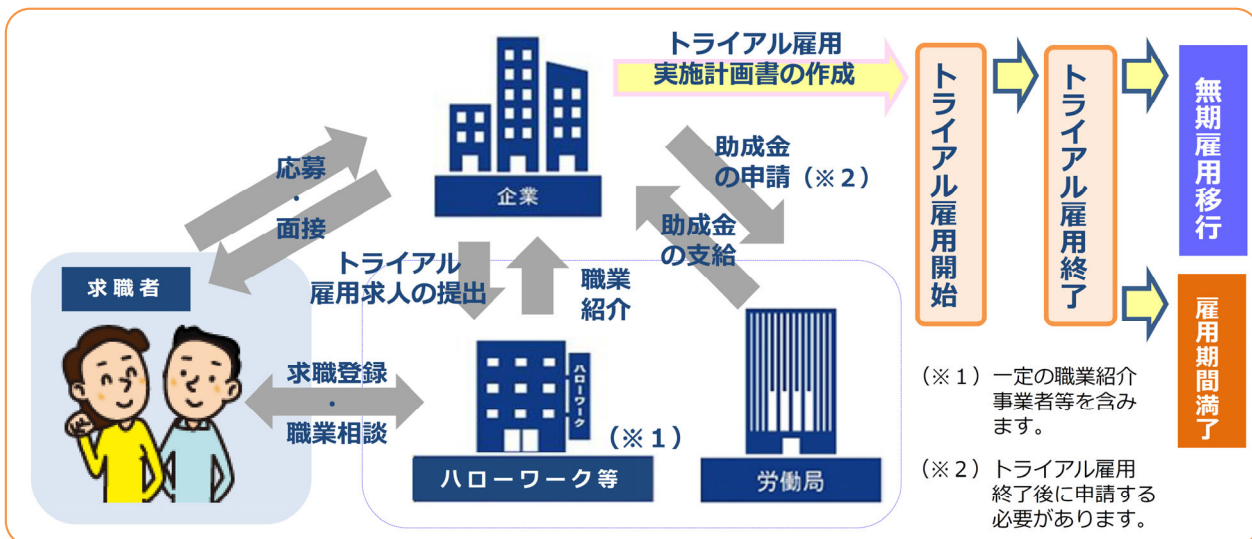 トライアル雇用
実施計画書の作成
企業
応募
・
面接
助成金
の申請（※２）
助成金
の支給
トライアル
雇用求人の提出
職業
紹介
求職者
求職登録
・
職業相談
ハローワーク
（※１）
ハローワーク等
労働局
トライアル雇用開始
トライアル雇用終了
無期雇用移行
雇用期間満了
（※１）一定の職業紹介
事業者等を含み
ます。
（※２）トライアル雇用
終了後に申請する
必要があります。